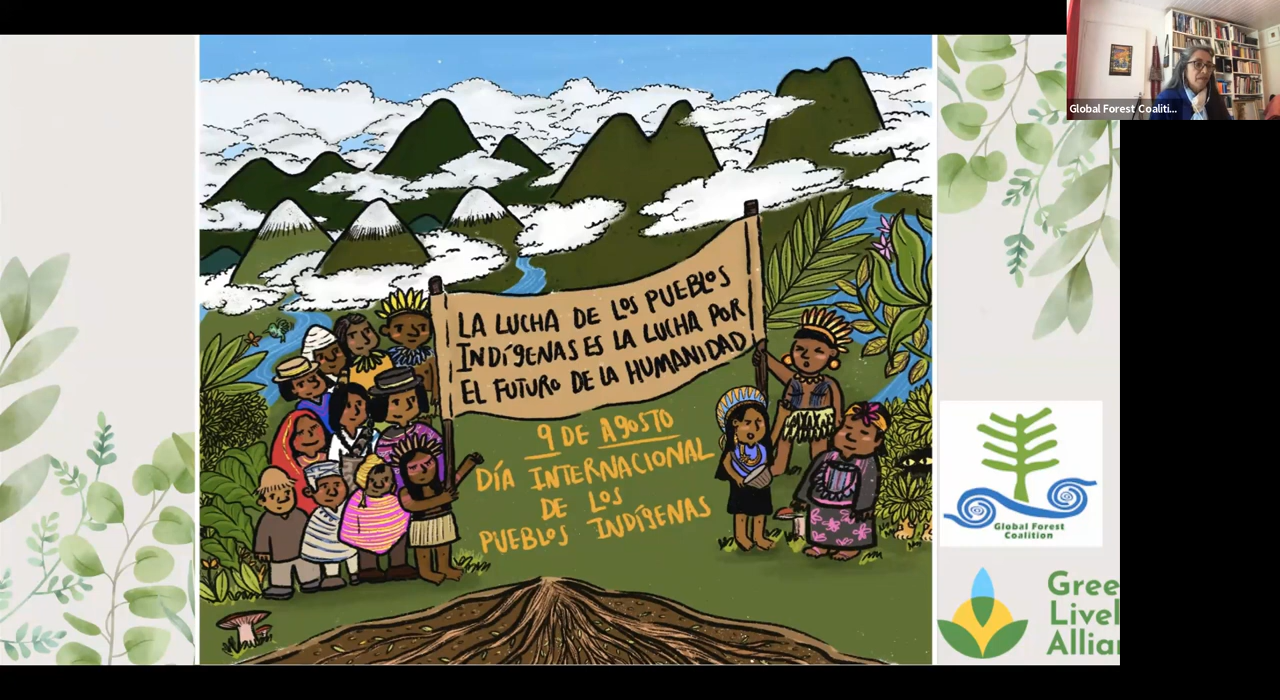 Global Forest Coaliti...
LA LUCHA DE LOS PUEBLOS
INDÍGENAS ES LA LUCHA POR
EL FUTURO DE LA HUMANIDAD
9 DE AGOSTO
DÍA INTERNACIONAL
DE LOS
PUEBLOS INDÍGENAS
Global Forest
Coalition
Gree
Livel
Allia